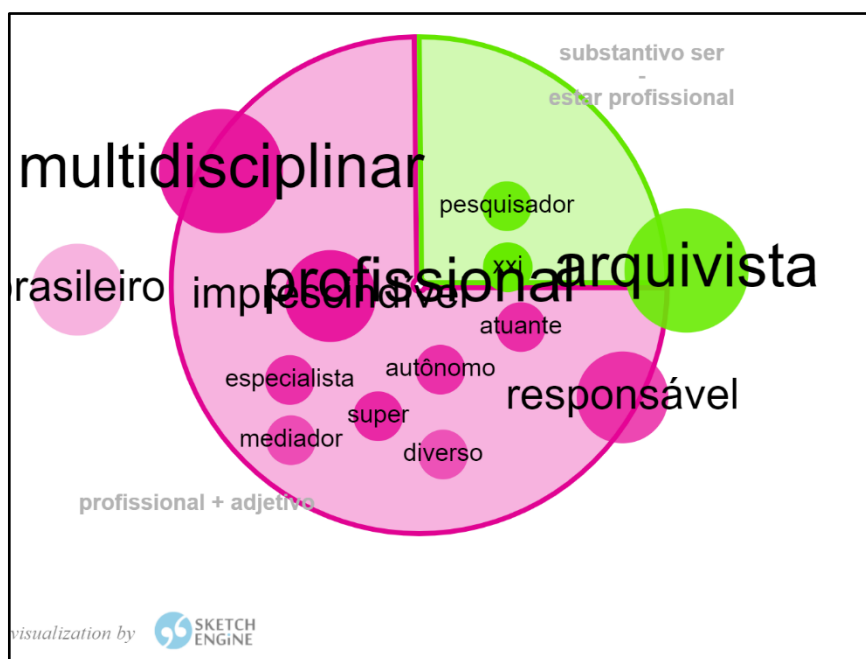 substantivo ser
-
estar profissional
multidisciplinar
pesquisador
xxi
arquivista
profissional
imprescindível
rasileiro
atuante
especialista
autônomo
responsável
super
mediador
diverso
profissional + adjetivo
visualization by SKETCH
ENGINE